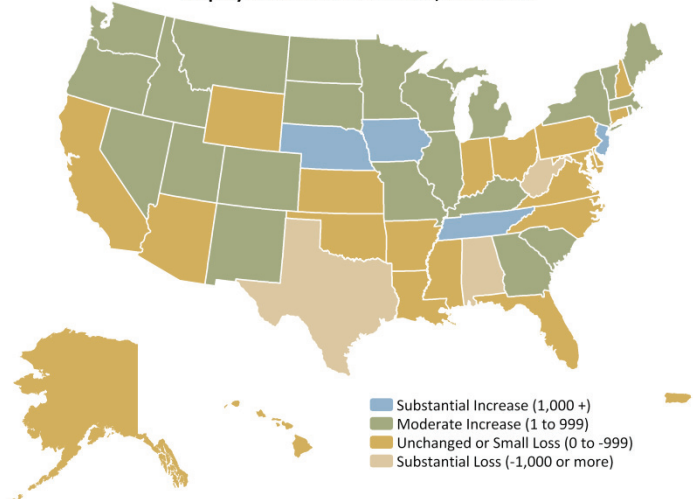 Substantial Increase (1,000 +)
Moderate Increase (1 to 999)
Unchanged or Small Loss (0 to -999)
Substantial Loss (-1,000 or more)